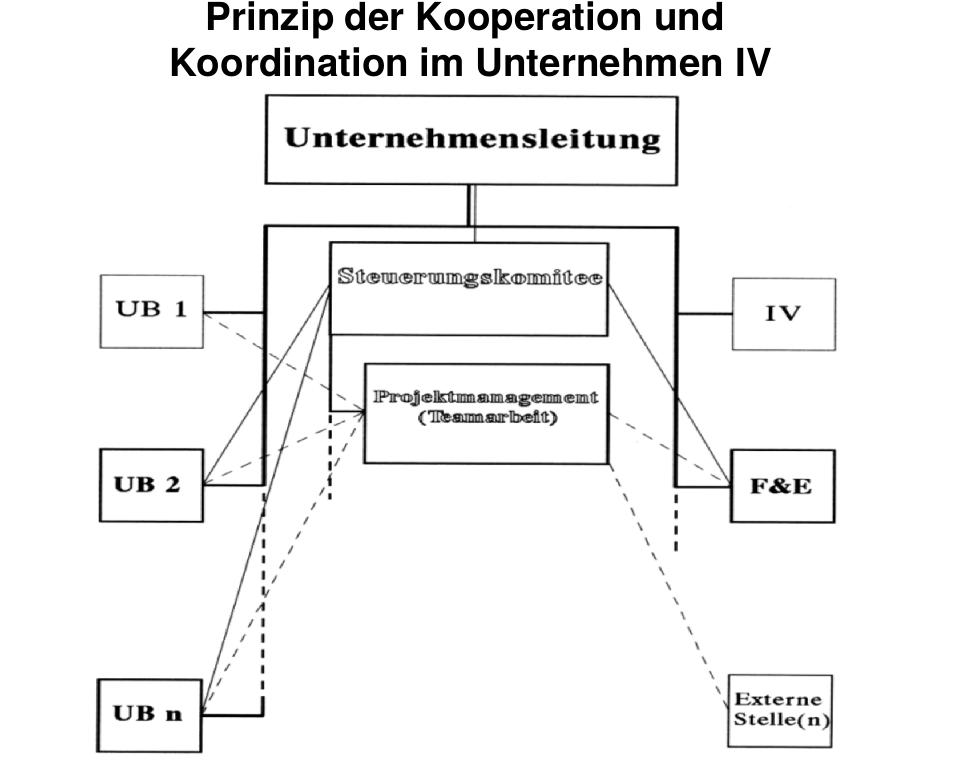 Prinzip der Kooperation und
Koordination im Unternehmen IV
Unternehmensleitung
Steuerungskomitee
UB 1
IV
Projektmanagement
(Teamarbeit)
UB 2
F&E
UB n
Externe
Stelle(n)